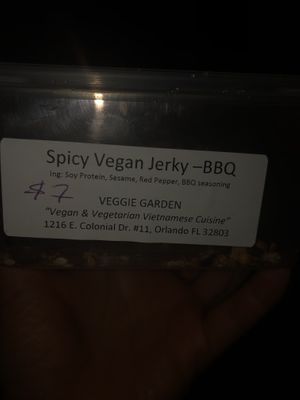 Spicy Vegan Jerky –BBQ
Ing: Soy Protein, Sesame, Red Pepper, BBQ seasoning
$7
VEGGIE GARDEN
"Vegan & Vegetarian Vietnamese Cuisine"
1216 E. Colonial Dr. #11, Orlando FL 32803